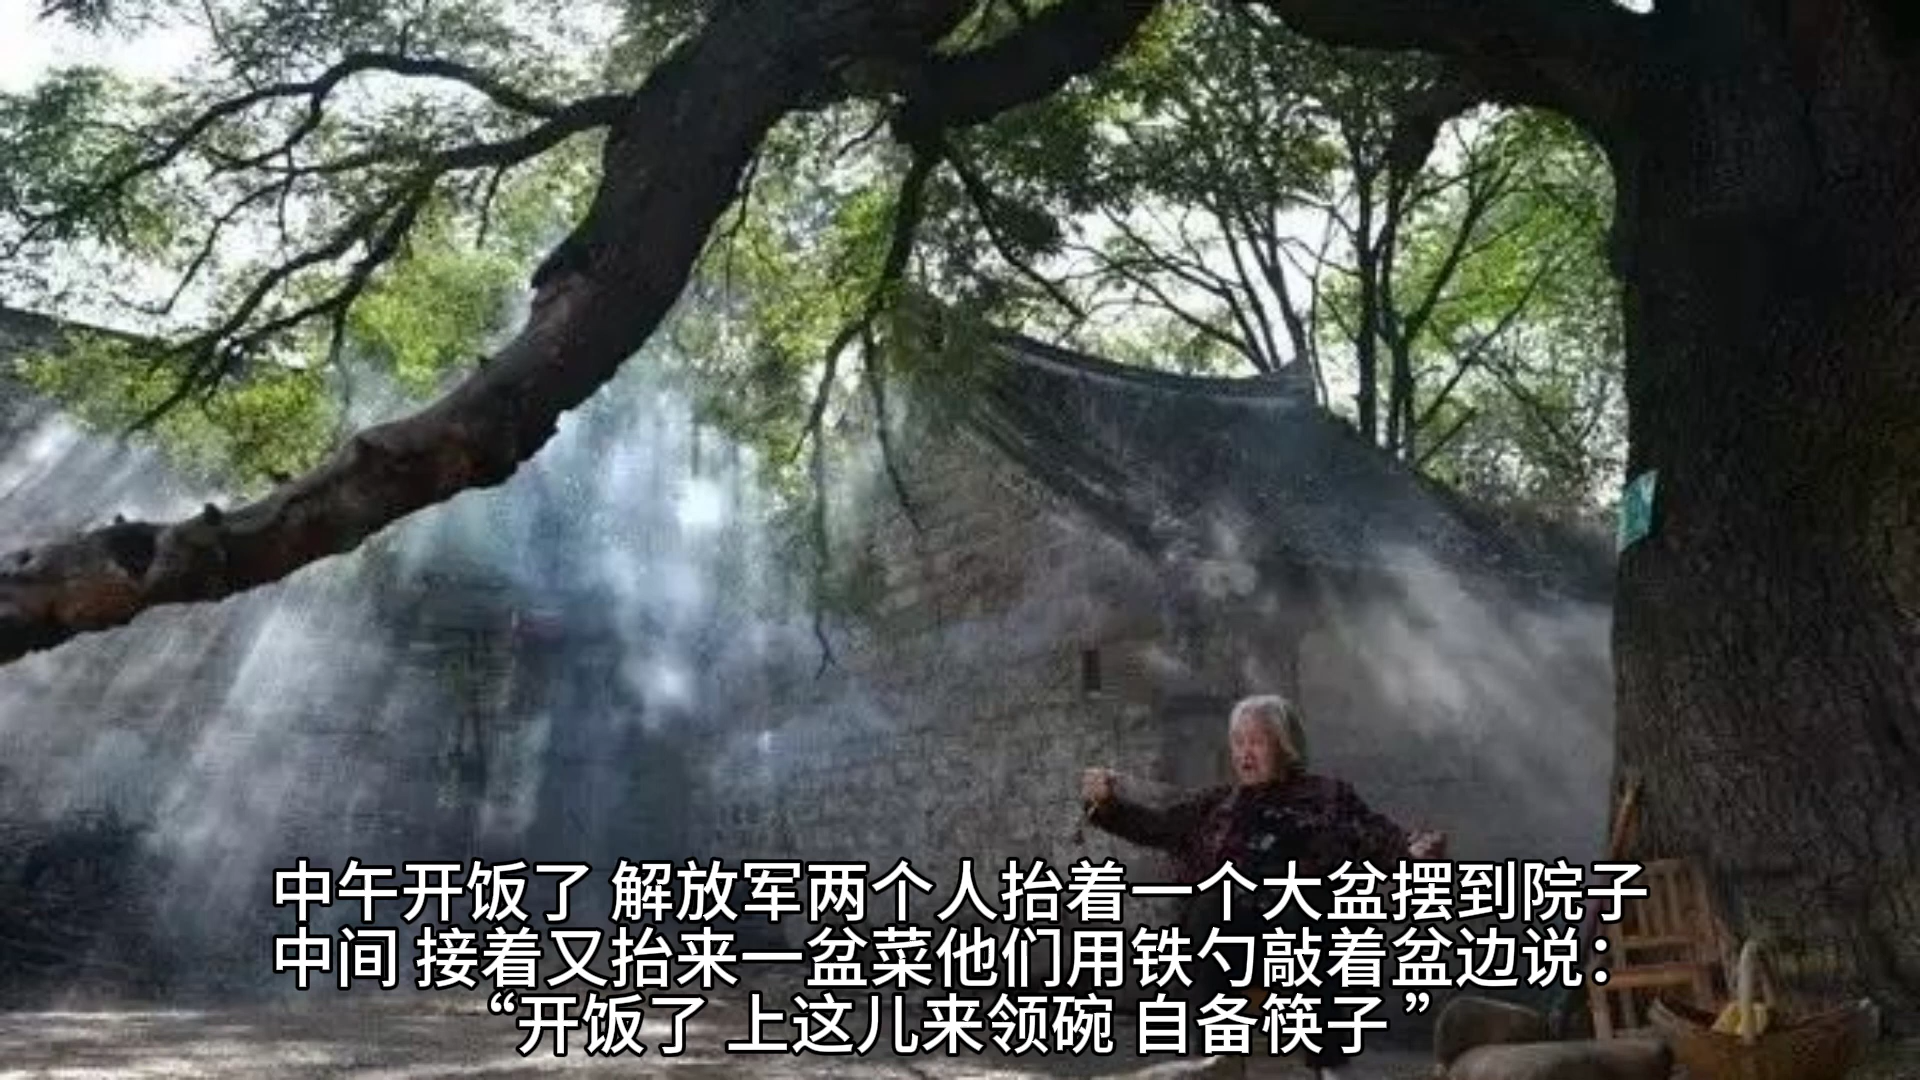 中午开饭了 解放军两个人抬着一个大盆摆到院子
中间 接着又抬来一盆菜他们用铁勺敲着盆边说：
“开饭了 上这儿来领碗 自备筷子 ”